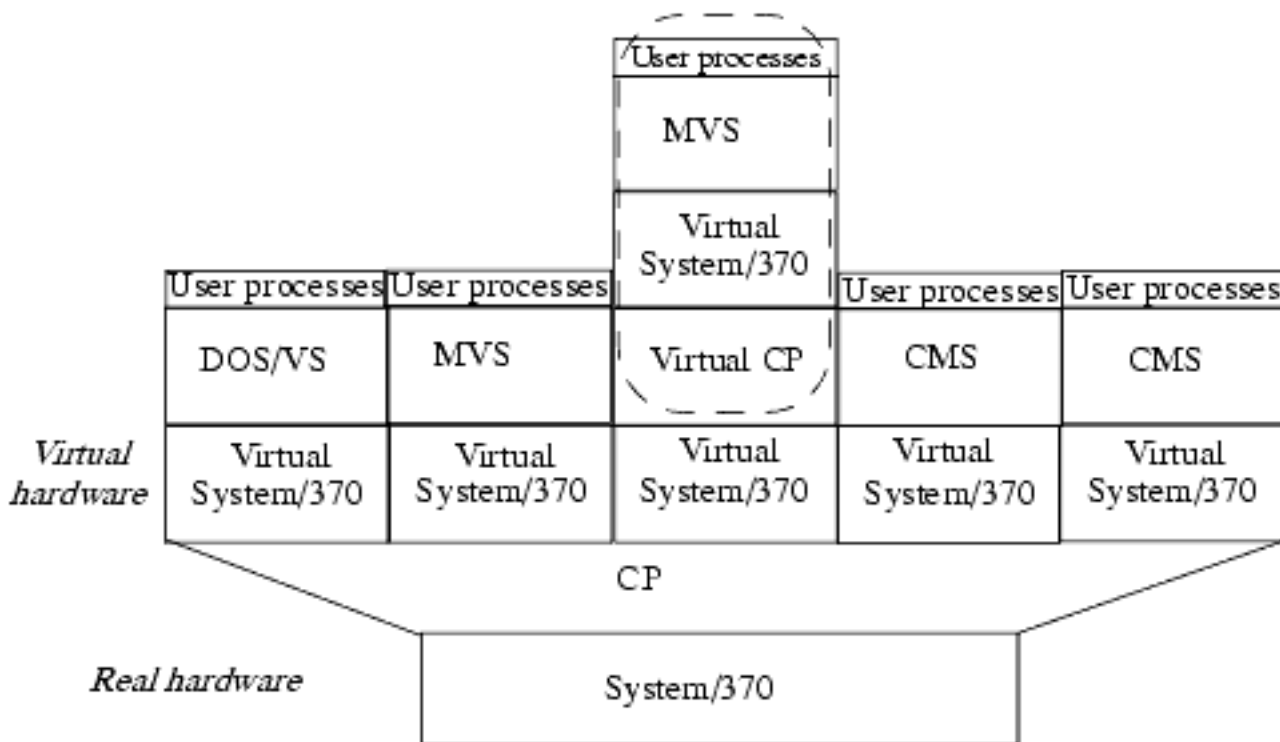 User processes
MVS
Virtual
System/370
User processes
User processes
User processes
User processes
DOS/VS
MVS
Virtual CP
CMS
CMS
Virtual
hardware
Virtual
System/370
Virtual
System/370
Virtual
System/370
Virtual
System/370
Virtual
System/370
CP
Real hardware
System/370